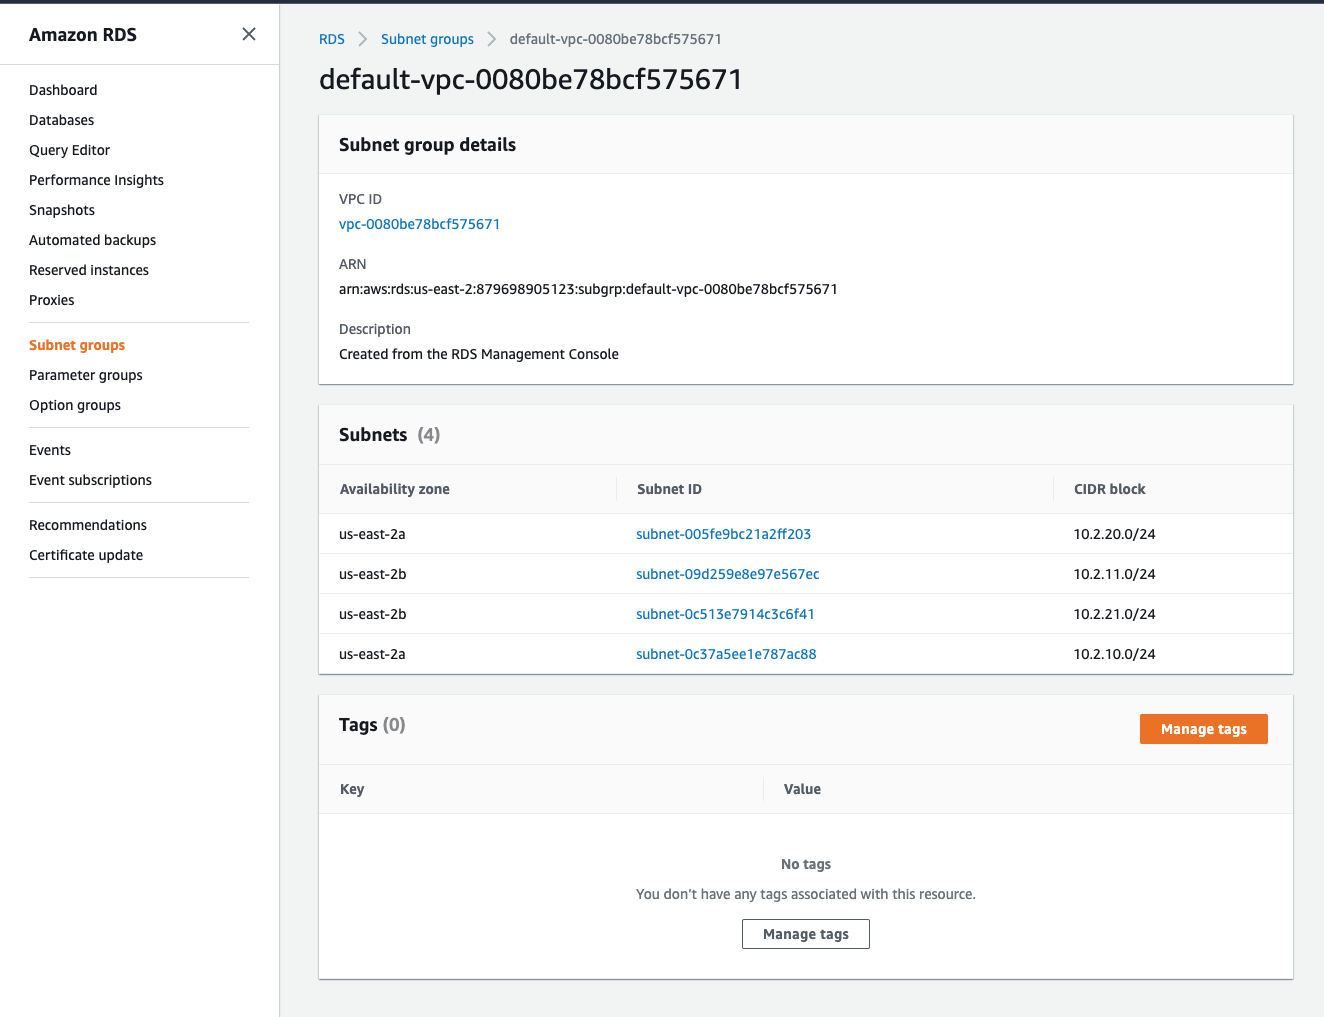 Amazon RDS
Dashboard
Databases
Query Editor
Performance Insights
Snapshots
Automated backups
Reserved instances
Proxies
Subnet groups
Parameter groups
Option groups
Events
Event subscriptions
Recommendations
Certificate update
RDS > Subnet groups > default-vpc-0080be78bcf575671
default-vpc-0080be78bcf575671
Subnet group details
VPC ID
vpc-0080be78bcf575671
ARN
arn:aws:rds:us-east-2:879698905123:subgrp:default-vpc-0080be78bcf575671
Description
Created from the RDS Management Console
Subnets (4)
Availability zone Subnet ID CIDR block
us-east-2a subnet-005fe9bc21a2ff203 10.2.20.0/24
us-east-2b subnet-09d259e8e97e567ec 10.2.11.0/24
us-east-2b subnet-0c513e7914c3c6f41 10.2.21.0/24
us-east-2a subnet-0c37a5ee1e787ac88 10.2.10.0/24
Tags (0) Manage tags
Key Value
No tags
You don't have any tags associated with this resource.
Manage tags